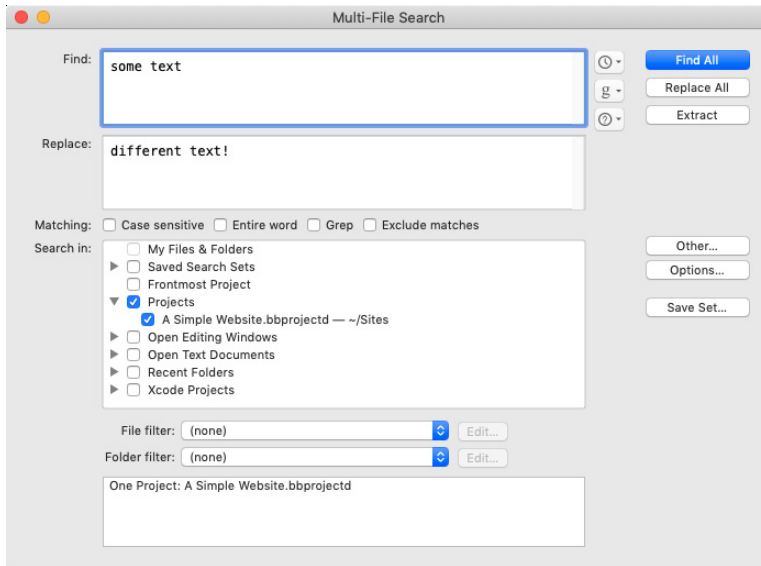 Multi-File Search
Find:
some text
g
?
Find All
Replace All
Extract
Replace:
different text!
Matching: Case sensitive Entire word Grep Exclude matches
Search in:
My Files & Folders
Saved Search Sets
Frontmost Project
Projects
A Simple Website.bbprojectd — ~/Sites
Open Editing Windows
Open Text Documents
Recent Folders
Xcode Projects
Other...
Options...
Save Set...
File filter: (none) Edit...
Folder filter: (none) Edit...
One Project: A Simple Website.bbprojectd